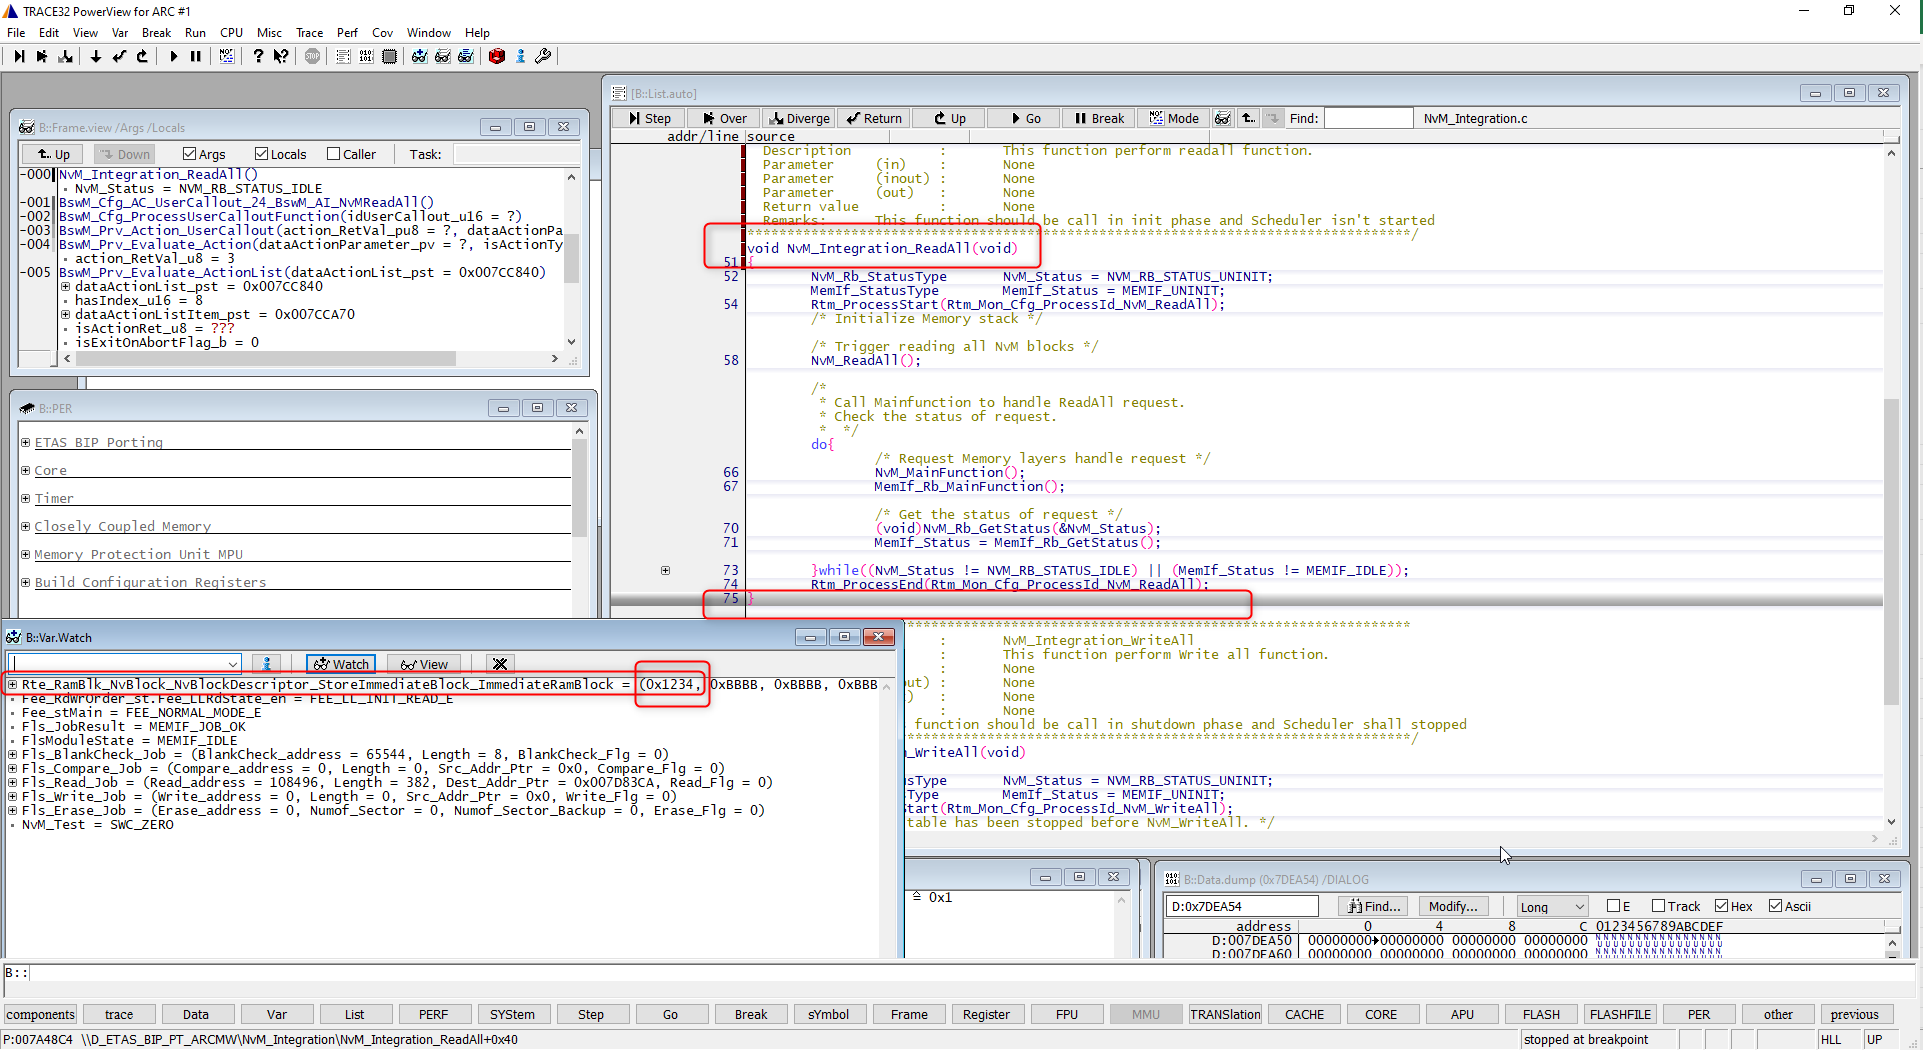 TRACE32 PowerView for ARC #1
File Edit View Var Break Run CPU Misc Trace Perf Cov Window Help
B::Frame.view /Args /Locals
Up Down Args Locals Caller Task:
-000 NvM_Integration_ReadAll()
NvM_Status = NVM_RB_STATUS_IDLE
-001 BswM_Cfg_AC_UserCallout_24_BswM_AI_NvMReadAll()
-002 BswM_Cfg_ProcessUserCalloutFunction(idUserCallout_u16 = ?)
-003 BswM_Prv_Action_UserCallout(action_RetVal_pu8 = ?, dataActionPa
-004 BswM_Prv_Evaluate_Action(dataActionParameter_pv = ?, isActionTy
action_RetVal_u8 = 3
-005 BswM_Prv_Evaluate_ActionList(dataActionList_pst = 0x007CC840)
dataActionList_pst = 0x007CC840
hasIndex_u16 = 8
dataActionListItem_pst = 0x007CCA70
isActionRet_u8 = ???
isExitOnAbortFlag_b = 0
B::PER
ETAS BIP Porting
Core
Timer
Closely Coupled Memory
Memory Protection Unit MPU
Build Configuration Registers
[B::List.auto]
Step Over Diverge Return Up Go Break Mode Find: NvM_Integration.c
addr/line source
Description : This function perform readall function.
Parameter (in) : None
Parameter (inout) : None
Parameter (out) : None
Return value : None
Remarks: This function should be call in init phase and Scheduler isn't started
***********************************************************************************/
void NvM_Integration_ReadAll(void)
51 {
52 NvM_Rb_StatusType NvM_Status = NVM_RB_STATUS_UNINIT;
MemIf_StatusType MemIf_Status = MEMIF_UNINIT;
54 Rtm_ProcessStart(Rtm_Mon_Cfg_ProcessId_NvM_ReadAll);
/* Initialize Memory stack */
/* Trigger reading all NvM blocks */
58 NvM_ReadAll();
/*
* Call Mainfunction to handle ReadAll request.
* Check the status of request.
* */
do{
/* Request Memory layers handle request */
66 NvM_MainFunction();
67 MemIf_Rb_MainFunction();
/* Get the status of request */
70 (void)NvM_Rb_GetStatus(&NvM_Status);
71 MemIf_Status = MemIf_Rb_GetStatus();
73 }while((NvM_Status != NVM_RB_STATUS_IDLE) || (MemIf_Status != MEMIF_IDLE));
74 Rtm_ProcessEnd(Rtm_Mon_Cfg_ProcessId_NvM_ReadAll);
75 }
***************************************************************
: NvM_Integration_WriteAll
: This function perform Write all function.
: None
out) : None
) : None
: None
function should be call in shutdown phase and Scheduler shall stopped
****************************************************************/
_WriteAll(void)
usType NvM_Status = NVM_RB_STATUS_UNINIT;
Type MemIf_Status = MEMIF_UNINIT;
Start(Rtm_Mon_Cfg_ProcessId_NvM_WriteAll);
table has been stopped before NvM_WriteAll. */
B::Var.Watch
Watch View
Rte_RamBlk_NvBlock_NvBlockDescriptor_StoreImmediateBlock_ImmediateRamBlock = (0x1234, 0xBBBB, 0xBBBB, 0xBBB
Fee_RdWrOrder_st.Fee_LLRdState_en = FEE_LL_INIT_READ_E
Fee_stMain = FEE_NORMAL_MODE_E
Fls_JobResult = MEMIF_JOB_OK
FlsModuleState = MEMIF_IDLE
Fls_BlankCheck_Job = (BlankCheck_address = 65544, Length = 8, BlankCheck_Flg = 0)
Fls_Compare_Job = (Compare_address = 0, Length = 0, Src_Addr_Ptr = 0x0, Compare_Flg = 0)
Fls_Read_Job = (Read_address = 108496, Length = 382, Dest_Addr_Ptr = 0x007D83CA, Read_Flg = 0)
Fls_Write_Job = (Write_address = 0, Length = 0, Src_Addr_Ptr = 0x0, Write_Flg = 0)
Fls_Erase_Job = (Erase_address = 0, Numof_Sector = 0, Numof_Sector_Backup = 0, Erase_Flg = 0)
NvM_Test = SWC_ZERO
≙ 0x1
B::Data.dump (0x7DEA54) /DIALOG
D:0x7DEA54 Find... Modify... Long E Track Hex Ascii
address 0 4 8 C 0123456789ABCDEF
D:007DEA50 00000000 00000000 00000000 00000000
D:007DEA60 00000000 00000000 00000000 00000000
B::
components trace Data Var List PERF SYStem Step Go Break sYmbol Frame Register FPU MMU TRANSlation CACHE CORE APU FLASH FLASHFILE PER other previous
P:007A48C4 \\D_ETAS_BIP_PT_ARCMW\NvM_Integration\NvM_Integration_ReadAll+0x40 stopped at breakpoint HLL UP